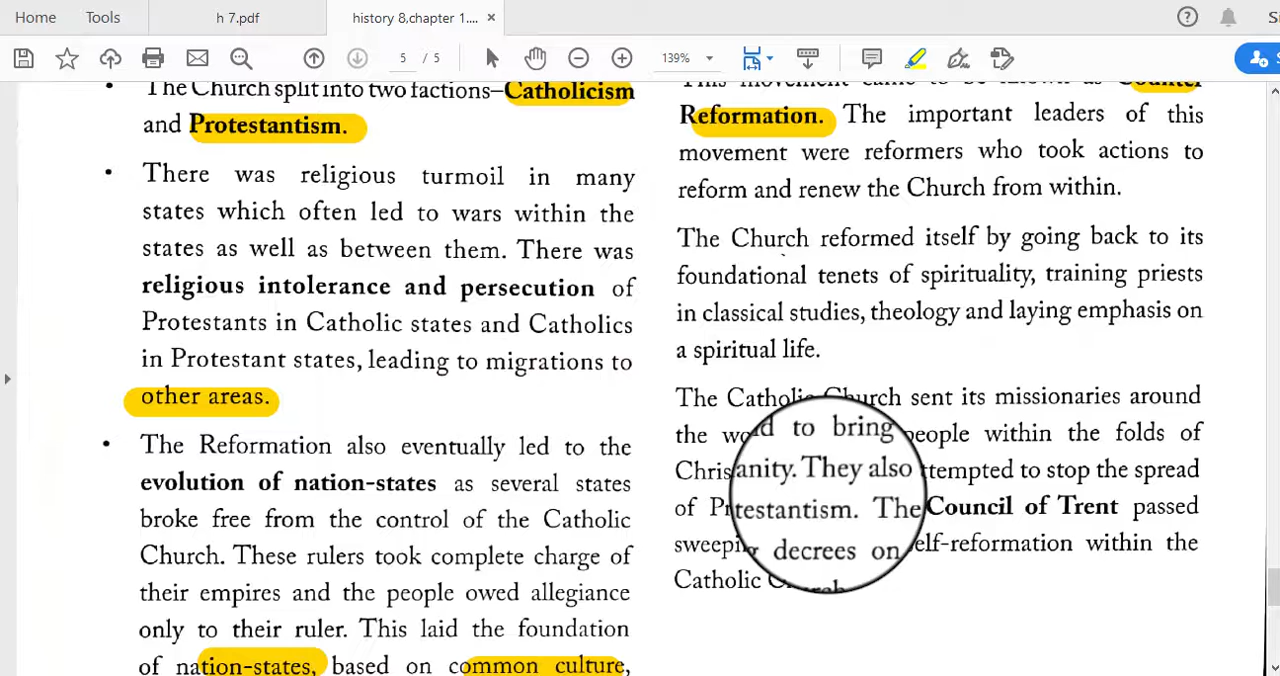 Home Tools h 7.pdf history 8,chapter 1.... ×
5 / 5 139%
• The Church split into two factions–Catholicism
and Protestantism.
• There was religious turmoil in many
states which often led to wars within the
states as well as between them. There was
religious intolerance and persecution of
Protestants in Catholic states and Catholics
in Protestant states, leading to migrations to
other areas.
• The Reformation also eventually led to the
evolution of nation-states as several states
broke free from the control of the Catholic
Church. These rulers took complete charge of
their empires and the people owed allegiance
only to their ruler. This laid the foundation
of nation-states, based on common culture,
This movement came to be known as Counter
Reformation. The important leaders of this
movement were reformers who took actions to
reform and renew the Church from within.
The Church reformed itself by going back to its
foundational tenets of spirituality, training priests
in classical studies, theology and laying emphasis on
a spiritual life.
The Catholic Church sent its missionaries around
the world to bring people within the folds of
Christianity. They also attempted to stop the spread
of Protestantism. The Council of Trent passed
sweeping decrees on self-reformation within the
Catholic Church